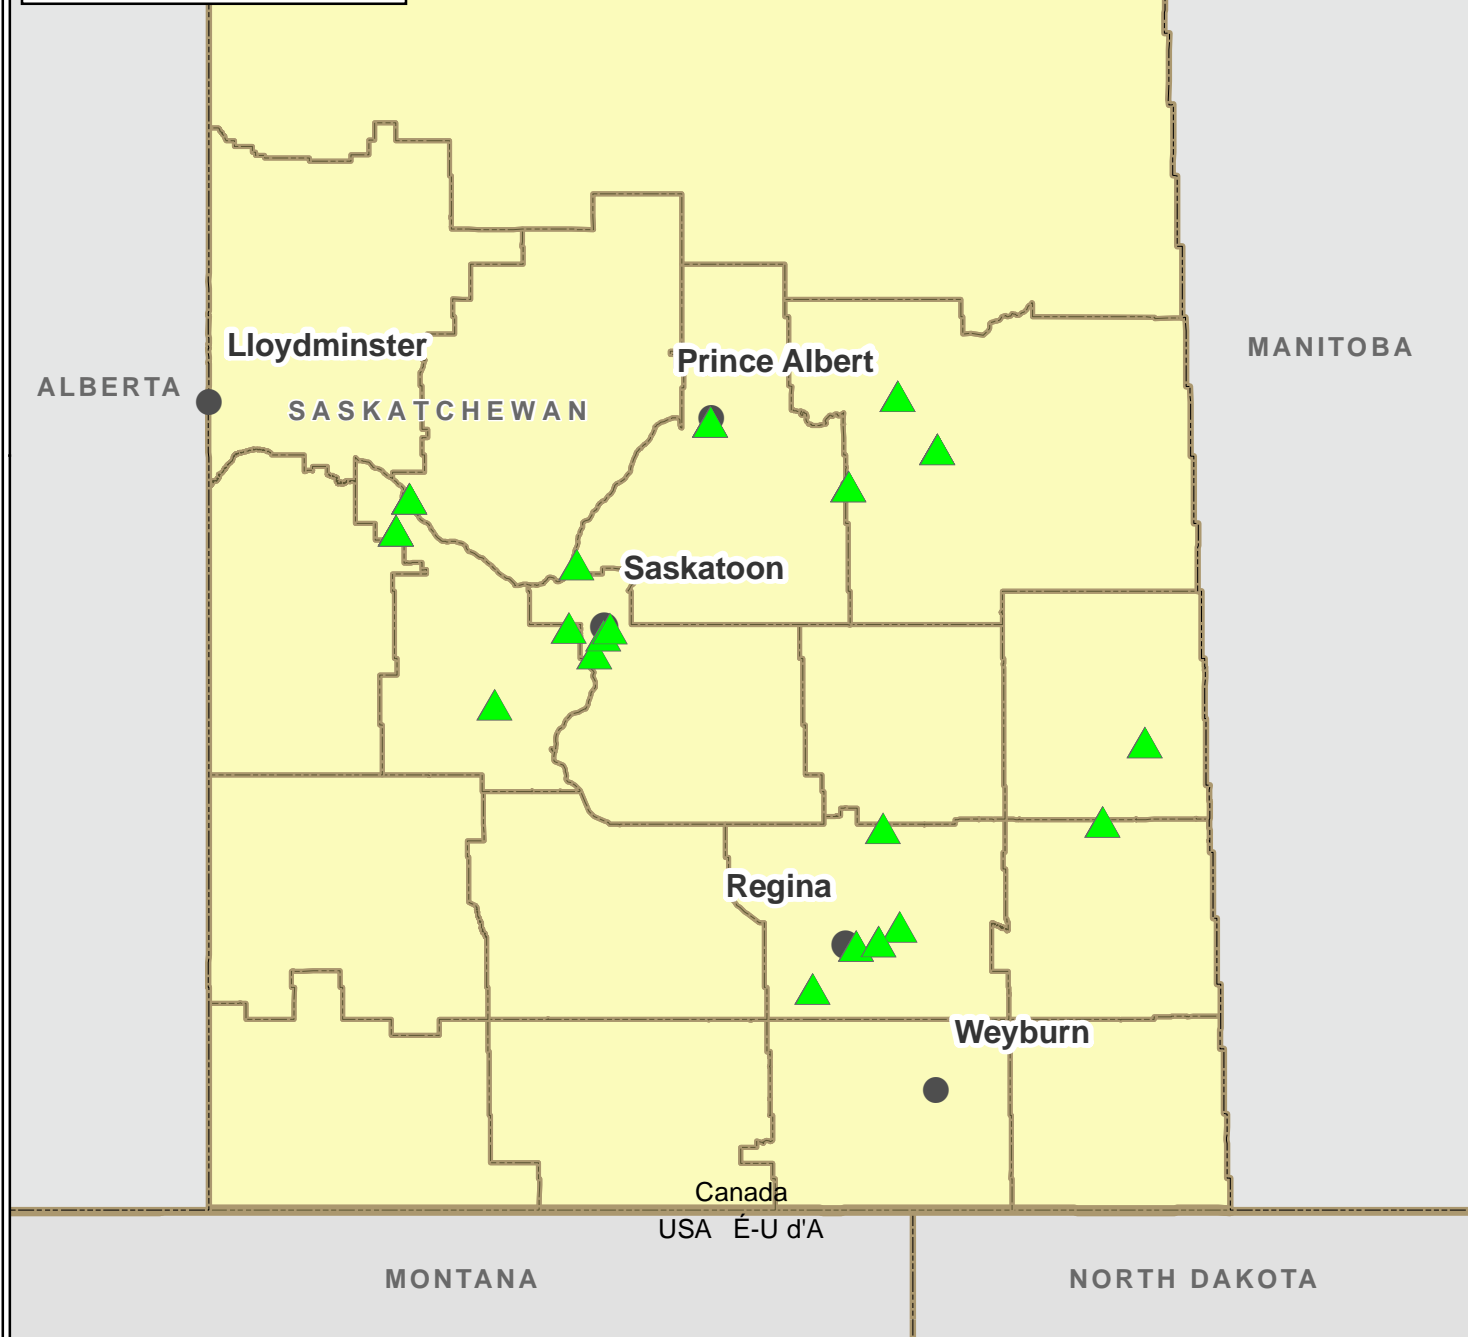 Lloydminster
MANITOBA
Prince Albert
ALBERTA
SASKATCHEWAN
Saskatoon
Regina
Weyburn
Canada
USA É-U d'A
MONTANA
NORTH DAKOTA